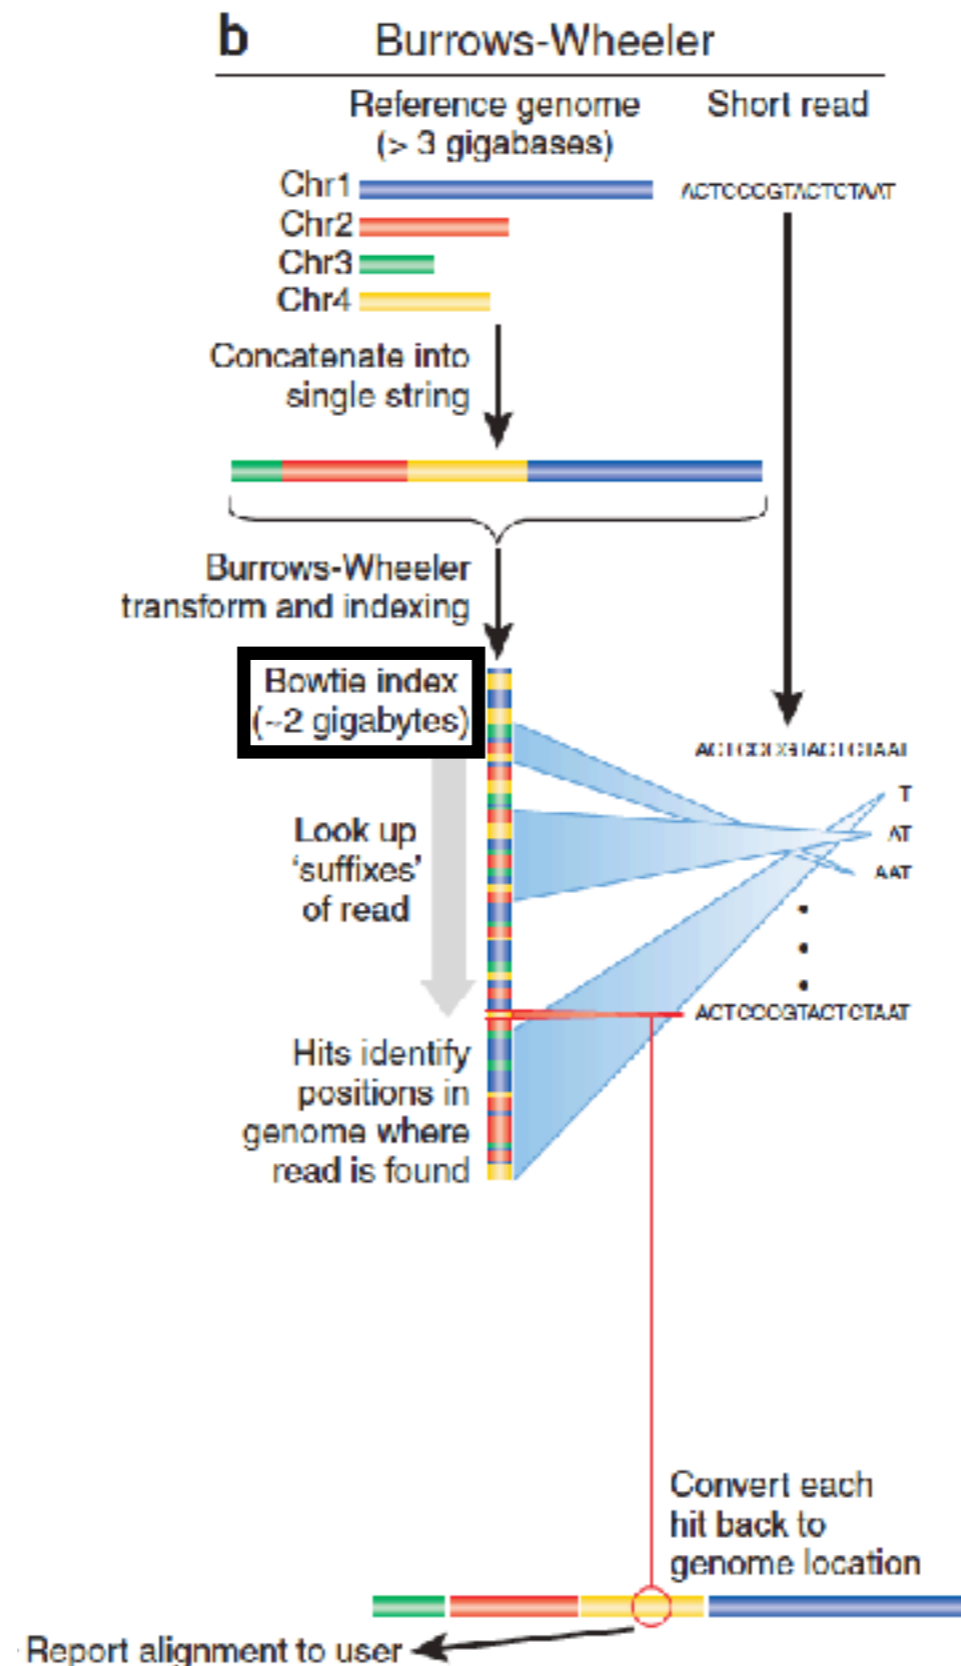 b Burrows-Wheeler
Reference genome
(> 3 gigabases)
Short read
Chr1
ACTCCCGTACTCTAAT
Chr2
Chr3
Chr4
Concatenate into
single string
Burrows-Wheeler
transform and indexing
Bowtie index
(~2 gigabytes)
ACTCCCGTACTCTAAT
T
AT
AAT
Look up
‘suffixes’
of read
ACTCCCGTACTCTAAT
Hits identify
positions in
genome where
read is found
Convert each
hit back to
genome location
Report alignment to user